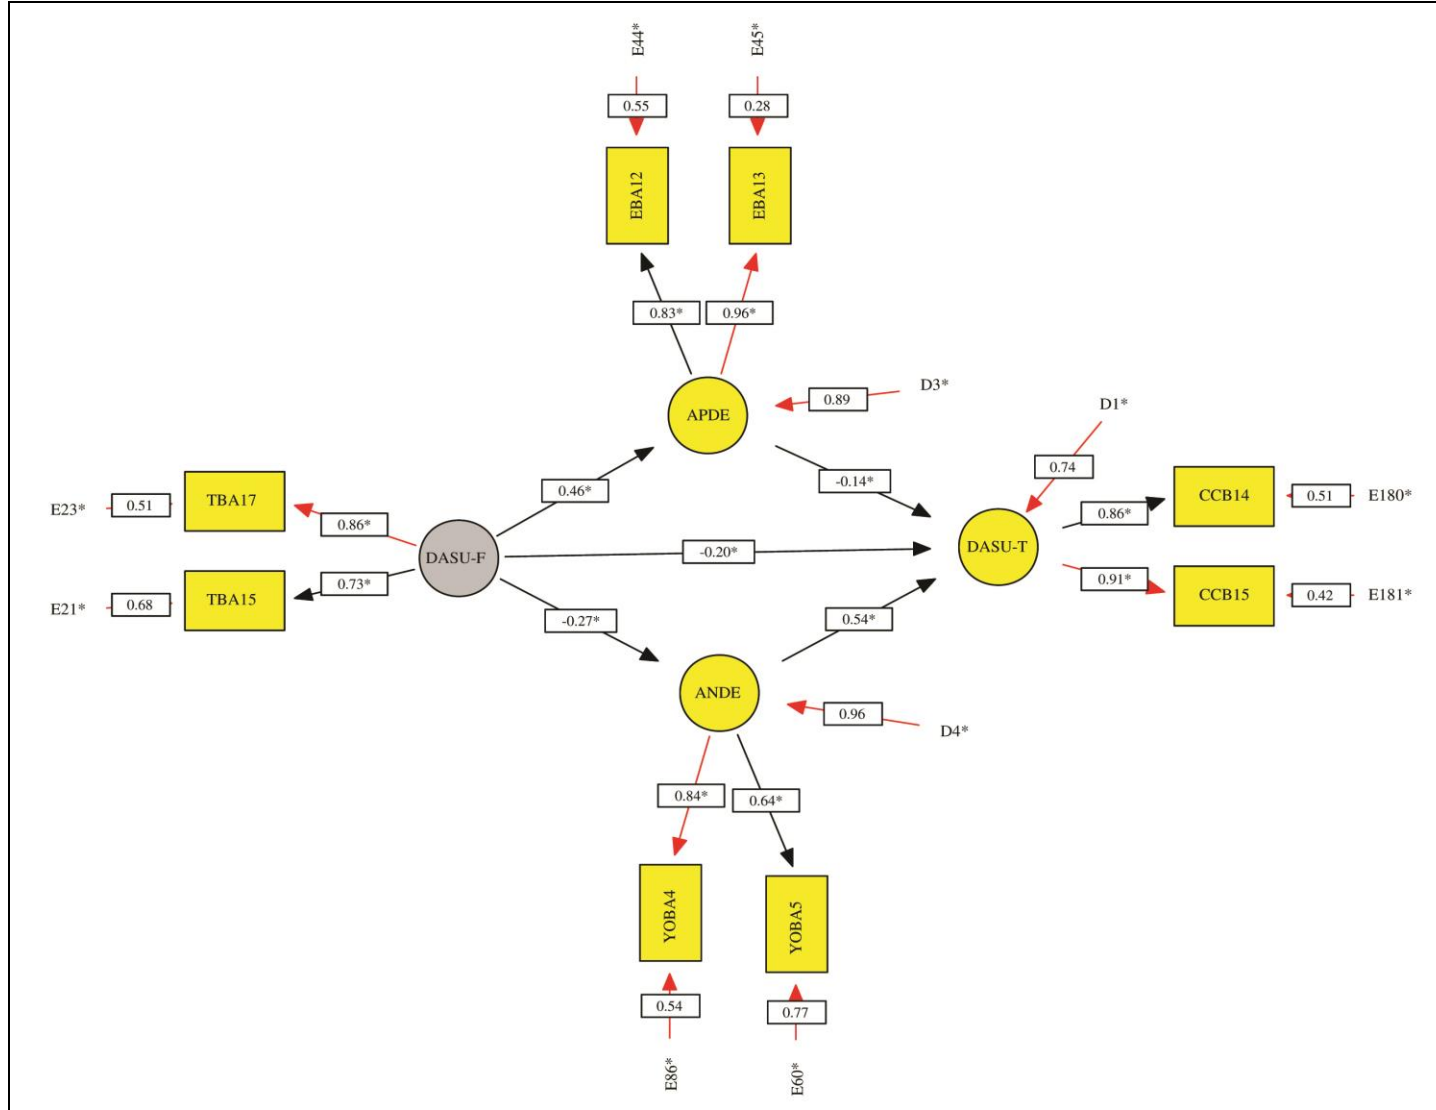 E44*
E45*
0.55
0.28
EBA12
EBA13
0.83*
0.96*
APDE
0.89
D3*
D1*
0.74
-0.14*
0.46*
TBA17
E23*
0.51
0.86*
DASU-F
-0.20*
DASU-T
0.86*
CCB14
0.51
E180*
TBA15
E21*
0.68
0.73*
-0.27*
0.54*
0.91*
CCB15
0.42
E181*
ANDE
0.96
D4*
0.84*
0.64*
YOBA4
YOBA5
0.54
0.77
E86*
E60*